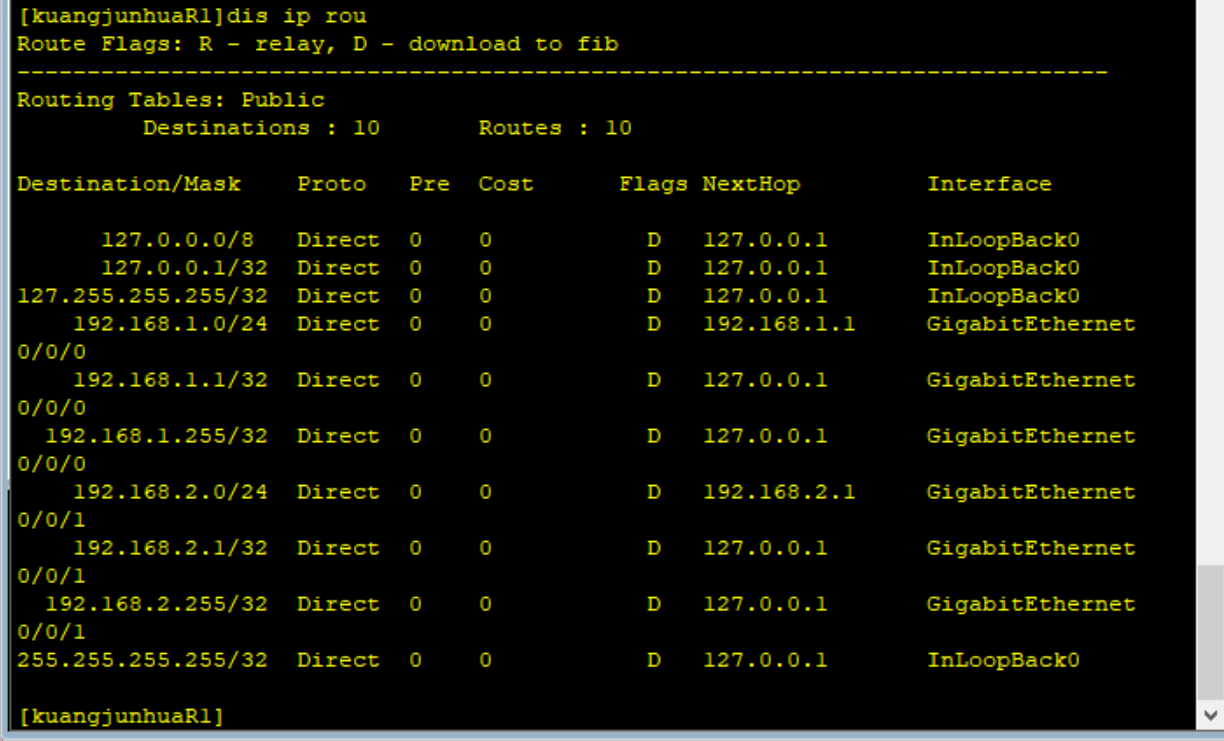 [kuangjunhuaR1]dis ip rou
Route Flags: R - relay, D - download to fib
------------------------------------------------------------------------------
Routing Tables: Public
         Destinations : 10       Routes : 10

Destination/Mask    Proto   Pre  Cost      Flags NextHop         Interface

      127.0.0.0/8   Direct  0    0           D   127.0.0.1       InLoopBack0
      127.0.0.1/32  Direct  0    0           D   127.0.0.1       InLoopBack0
127.255.255.255/32  Direct  0    0           D   127.0.0.1       InLoopBack0
    192.168.1.0/24  Direct  0    0           D   192.168.1.1     GigabitEthernet
0/0/0
    192.168.1.1/32  Direct  0    0           D   127.0.0.1       GigabitEthernet
0/0/0
  192.168.1.255/32  Direct  0    0           D   127.0.0.1       GigabitEthernet
0/0/0
    192.168.2.0/24  Direct  0    0           D   192.168.2.1     GigabitEthernet
0/0/1
    192.168.2.1/32  Direct  0    0           D   127.0.0.1       GigabitEthernet
0/0/1
  192.168.2.255/32  Direct  0    0           D   127.0.0.1       GigabitEthernet
0/0/1
255.255.255.255/32  Direct  0    0           D   127.0.0.1       InLoopBack0

[kuangjunhuaR1]